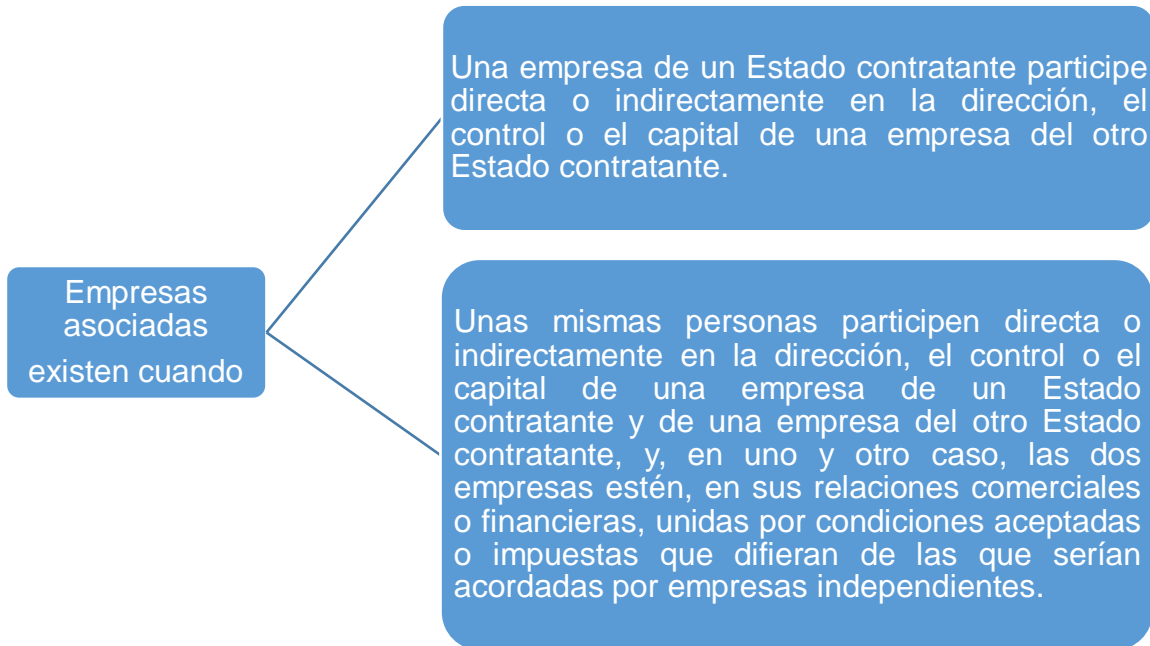 Una empresa de un Estado contratante participe
directa o indirectamente en la dirección, el
control o el capital de una empresa del otro
Estado contratante.
Empresas
asociadas
existen cuando
Unas mismas personas participen directa o
indirectamente en la dirección, el control o el
capital de una empresa de un Estado
contratante y de una empresa del otro Estado
contratante, y, en uno y otro caso, las dos
empresas estén, en sus relaciones comerciales
o financieras, unidas por condiciones aceptadas
o impuestas que difieran de las que serían
acordadas por empresas independientes.